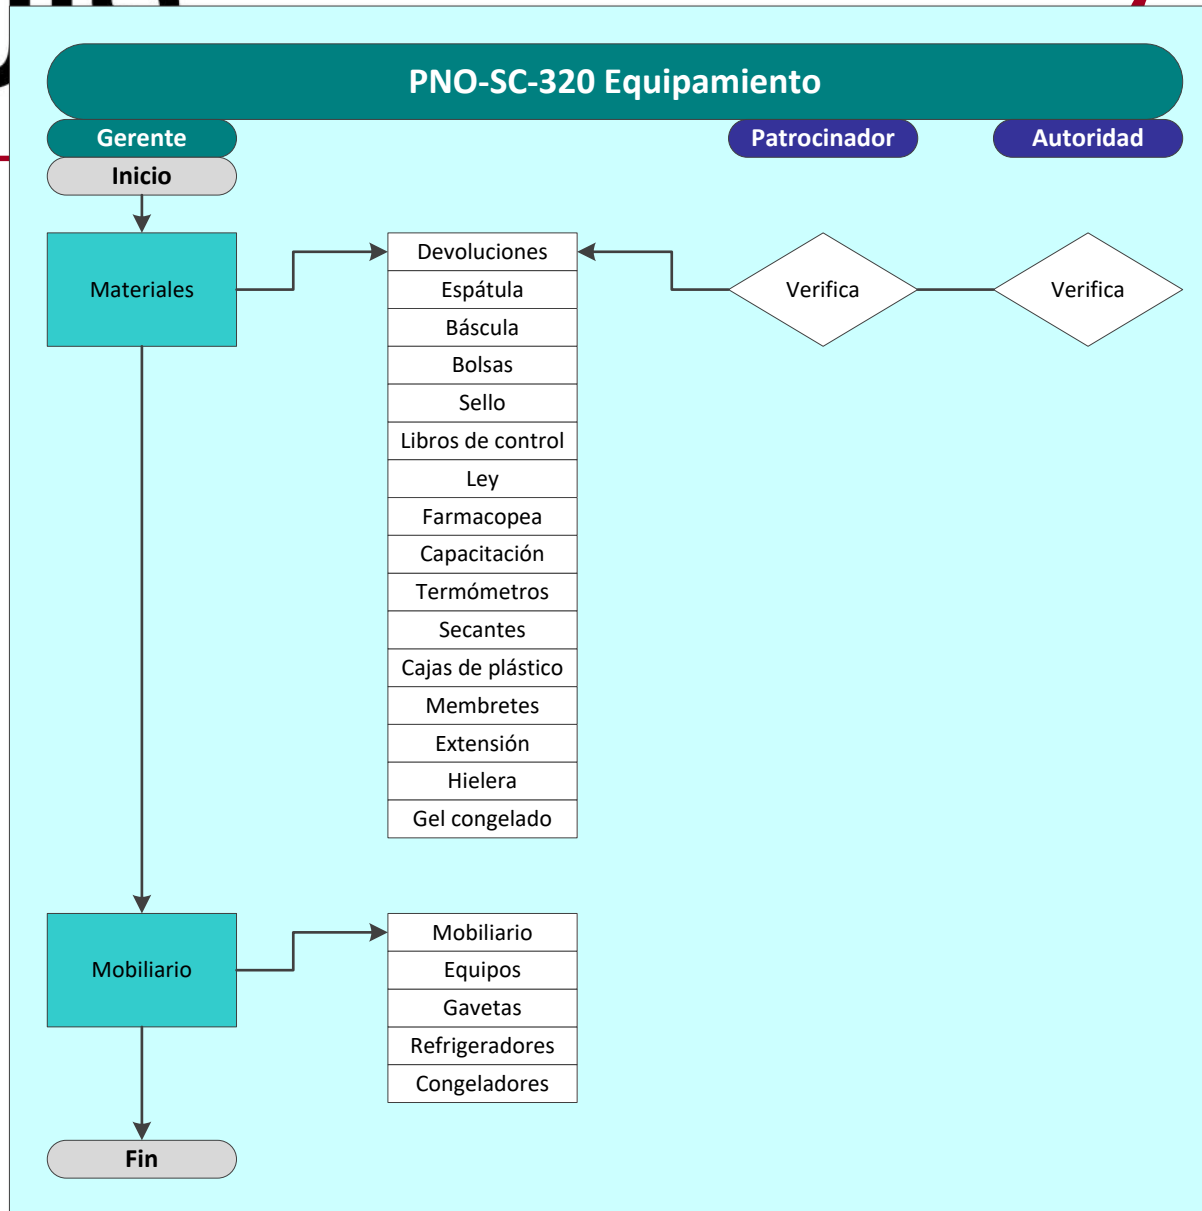 PNO-SC-320 Equipamiento
Gerente
Patrocinador
Autoridad
Inicio
Materiales
Devoluciones
Espátula
Báscula
Bolsas
Sello
Libros de control
Ley
Farmacopea
Capacitación
Termómetros
Secantes
Cajas de plástico
Membretes
Extensión
Hielera
Gel congelado
Verifica
Verifica
Mobiliario
Mobiliario
Equipos
Gavetas
Refrigeradores
Congeladores
Fin